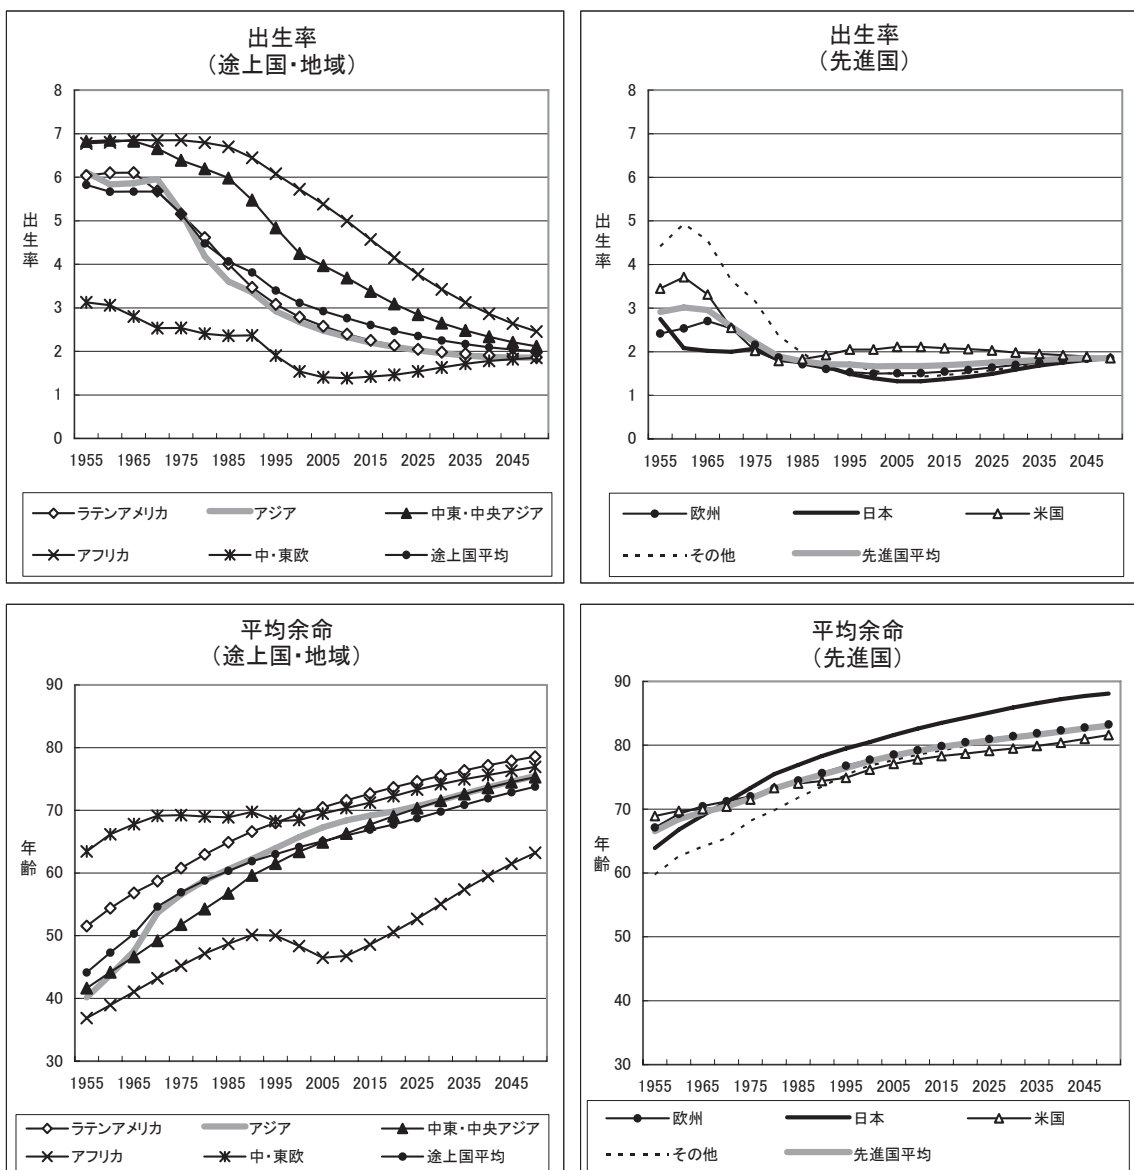 出生率
（途上国・地域）
8
7
6
5
4
3
2
1
0
出生率
1955 1965 1975 1985 1995 2005 2015 2025 2035 2045
ラテンアメリカ アジア 中東・中央アジア
アフリカ 中・東欧 途上国平均
出生率
（先進国）
8
7
6
5
4
3
2
1
0
出生率
1955 1965 1975 1985 1995 2005 2015 2025 2035 2045
欧州 日本 米国
その他 先進国平均
平均余命
（途上国・地域）
90
80
70
60
50
40
30
年齢
1955 1965 1975 1985 1995 2005 2015 2025 2035 2045
ラテンアメリカ アジア 中東・中央アジア
アフリカ 中・東欧 途上国平均
平均余命
（先進国）
90
80
70
60
50
40
30
年齢
1955 1965 1975 1985 1995 2005 2015 2025 2035 2045
欧州 日本 米国
その他 先進国平均